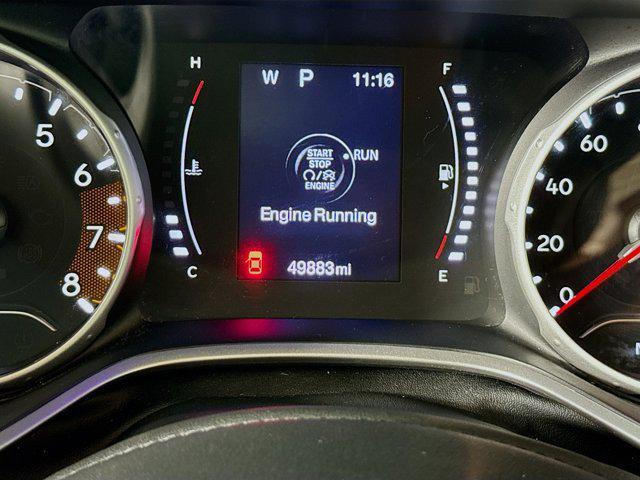 H
W P 11:16
F
START
STOP
ENGINE
RUN
Engine Running
49883mi
C
E
5
6
7
8
60
40
20
0